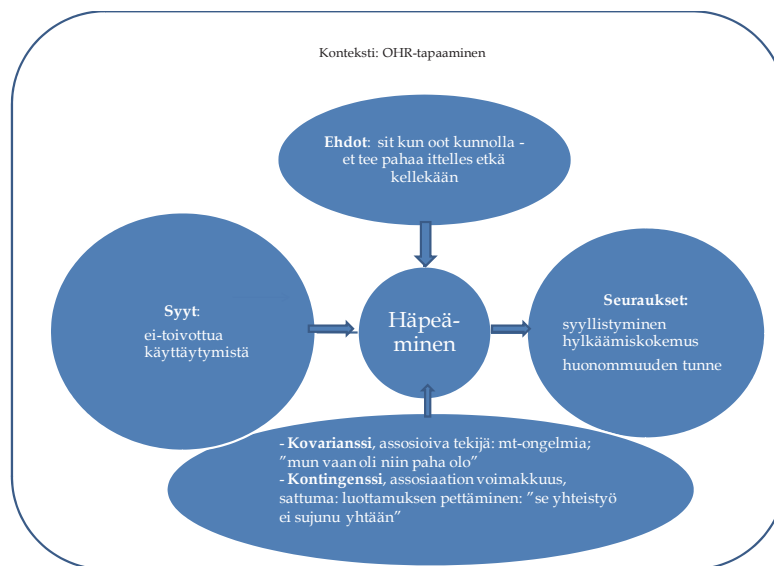 Konteksti: OHR-tapaaminen
Ehdot: sit kun oot kunnolla -
et tee pahaa ittelles etkä
kellekään
Syyt:
ei-toivottua
käyttäytymistä
Häpeä-
minen
Seuraukset:
syyllistyminen
hylkäämiskokemus
huonommuuden tunne
- Kovarianssi, assosioiva tekijä: mt-ongelmia;
”mun vaan oli niin paha olo”
- Kontingenssi, assosiaation voimakkuus,
sattuma: luottamuksen pettäminen: ”se yhteistyö
ei sujunu yhtään”